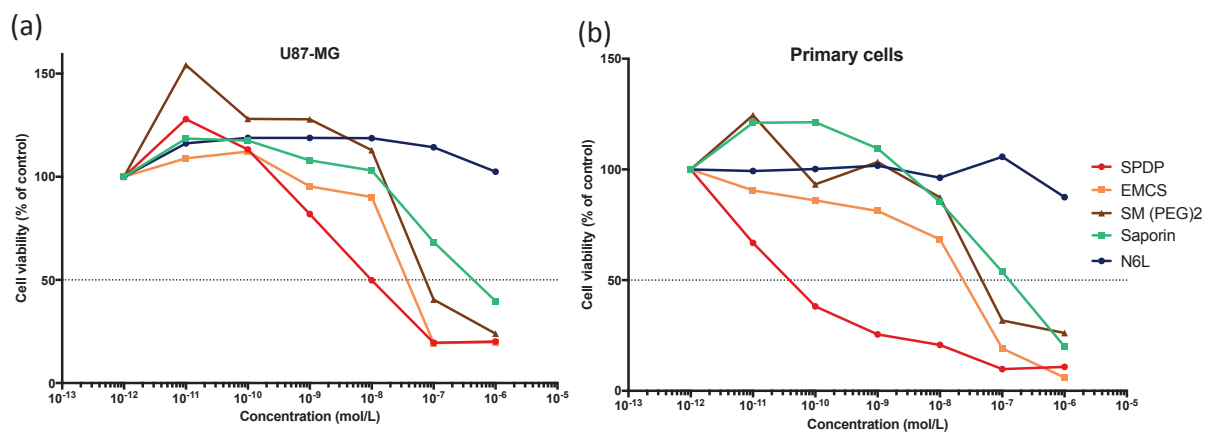 (a)
U87-MG
Cell viability (% of control)
150
100
50
0
10⁻¹³ 10⁻¹² 10⁻¹¹ 10⁻¹⁰ 10⁻⁹ 10⁻⁸ 10⁻⁷ 10⁻⁶ 10⁻⁵
Concentration (mol/L)
(b)
Primary cells
Cell viability (% of control)
150
100
50
0
10⁻¹³ 10⁻¹² 10⁻¹¹ 10⁻¹⁰ 10⁻⁹ 10⁻⁸ 10⁻⁷ 10⁻⁶ 10⁻⁵
Concentration (mol/L)
SPDP
EMCS
SM (PEG)2
Saporin
N6L